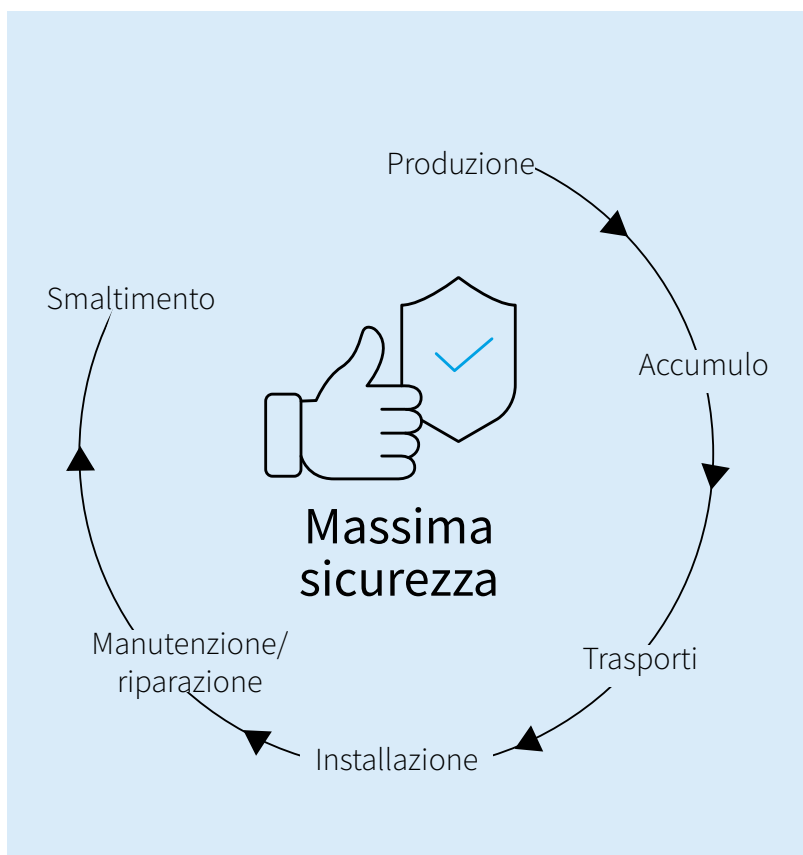 Produzione
Accumulo
Trasporti
Installazione
Manutenzione/
riparazione
Smaltimento
Massima
sicurezza